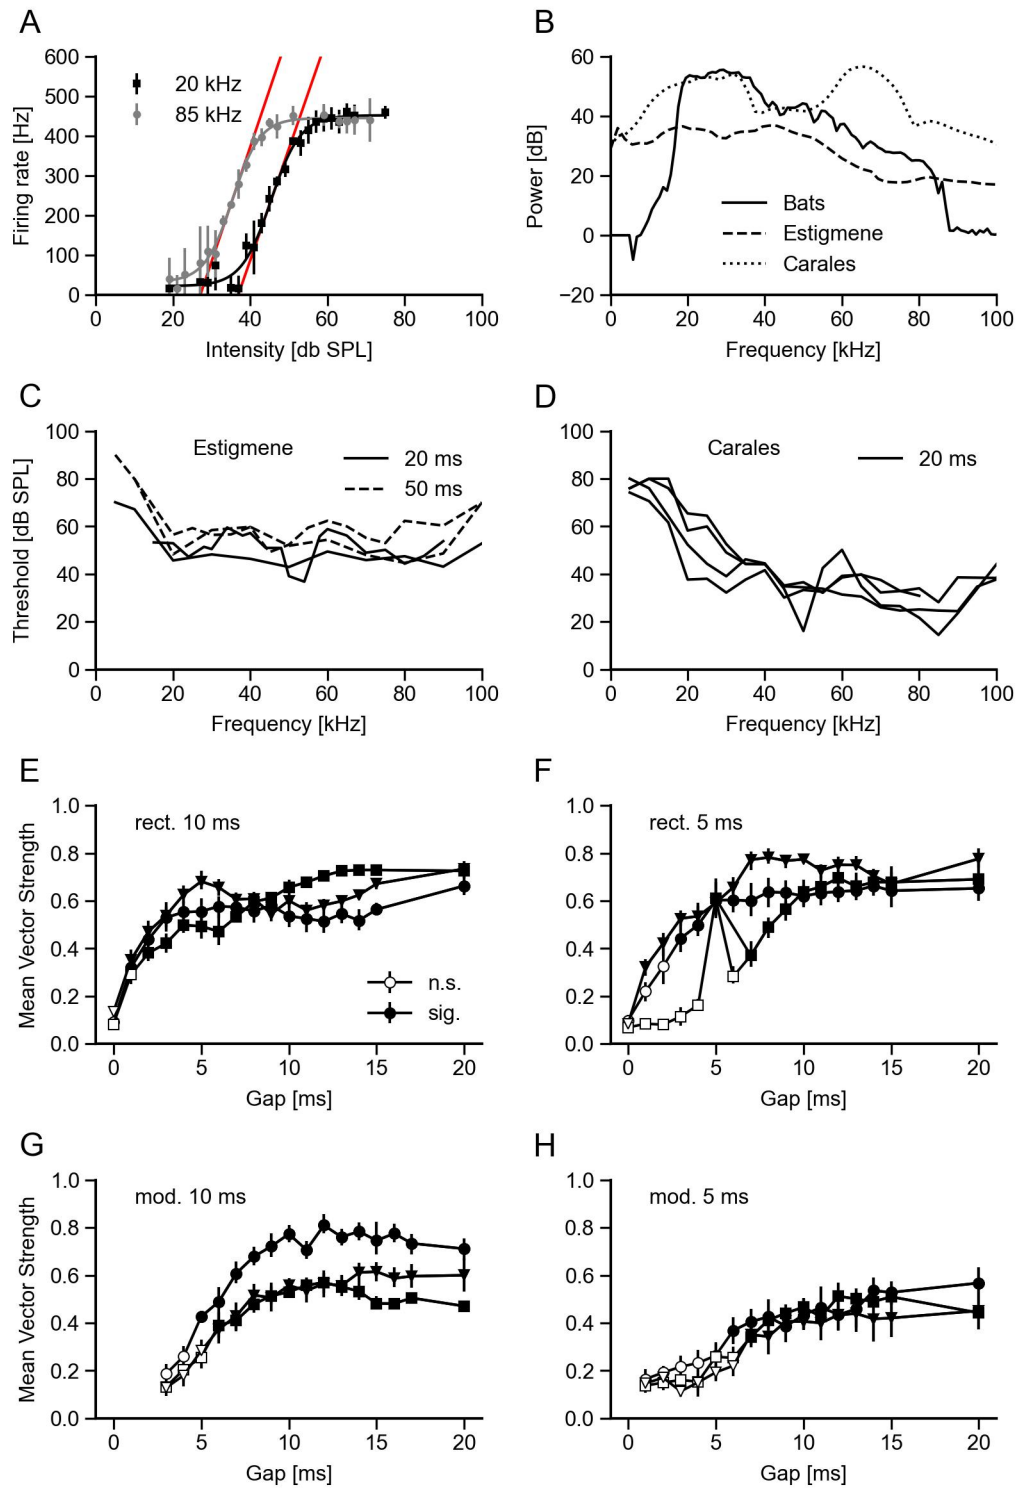 A
600
500
400
300
200
100
0
Firing rate [Hz]
20 kHz
85 kHz
0 20 40 60 80 100
Intensity [db SPL]
B
60
40
20
0
−20
Power [dB]
Bats
Estigmene
Carales
0 20 40 60 80 100
Frequency [kHz]
C
100
80
60
40
20
0
Threshold [dB SPL]
Estigmene
20 ms
50 ms
0 20 40 60 80 100
Frequency [kHz]
D
100
80
60
40
20
0
Carales
20 ms
0 20 40 60 80 100
Frequency [kHz]
E
1.0
0.8
0.6
0.4
0.2
0.0
Mean Vector Strength
rect. 10 ms
n.s.
sig.
0 5 10 15 20
Gap [ms]
F
1.0
0.8
0.6
0.4
0.2
0.0
rect. 5 ms
0 5 10 15 20
Gap [ms]
G
1.0
0.8
0.6
0.4
0.2
0.0
Mean Vector Strength
mod. 10 ms
0 5 10 15 20
Gap [ms]
H
1.0
0.8
0.6
0.4
0.2
0.0
mod. 5 ms
0 5 10 15 20
Gap [ms]